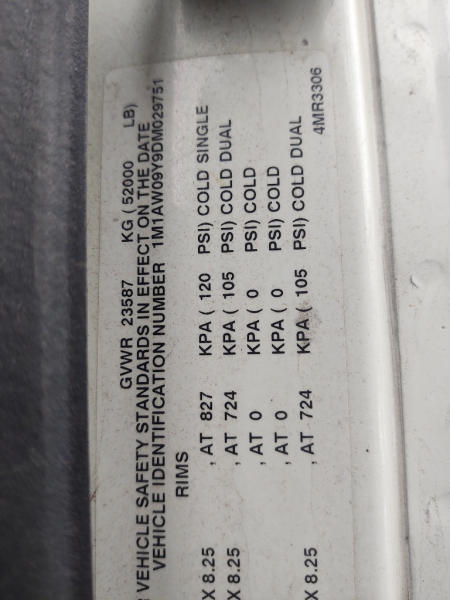 GVWR 23587 KG ( 52000 LB)
VEHICLE SAFETY STANDARDS IN EFFECT ON THE DATE
VEHICLE IDENTIFICATION NUMBER 1M1AW09Y9DM029751
RIMS
X 8.25 , AT 827 KPA ( 120 PSI) COLD SINGLE
X 8.25 , AT 724 KPA ( 105 PSI) COLD DUAL
, AT 0 KPA ( 0 PSI) COLD
, AT 0 KPA ( 0 PSI) COLD
X 8.25 , AT 724 KPA ( 105 PSI) COLD DUAL
4MR3306